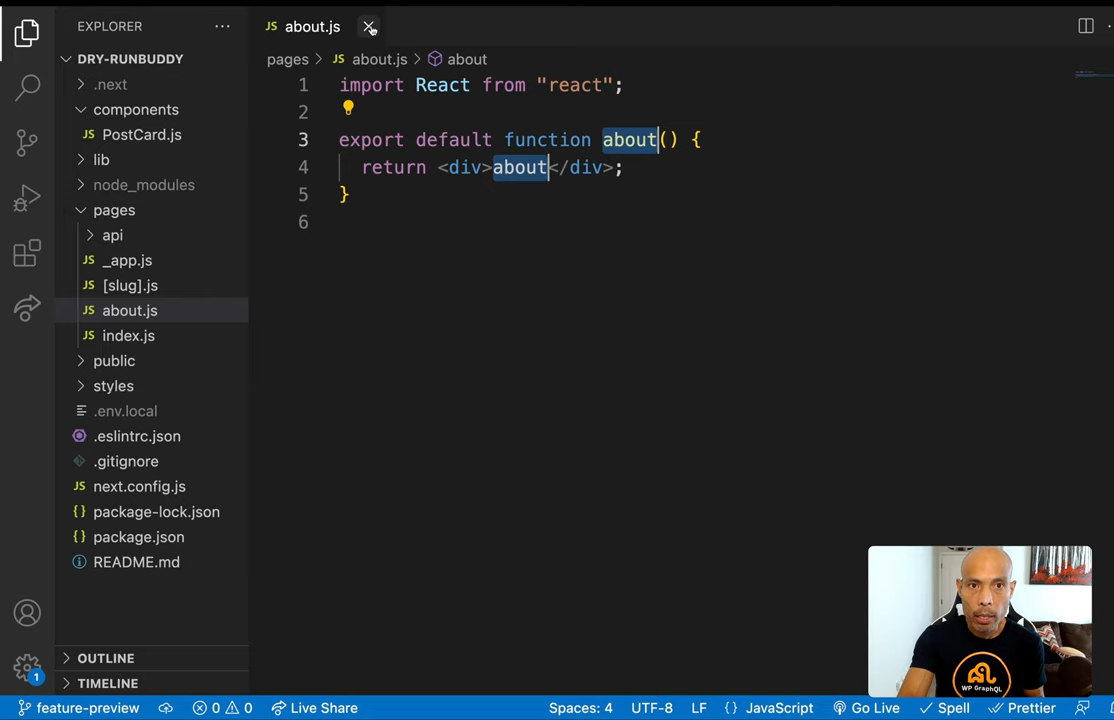 EXPLORER
DRY-RUNBUDDY
.next
components
JS PostCard.js
lib
node_modules
pages
api
JS _app.js
JS [slug].js
JS about.js
JS index.js
public
styles
.env.local
.eslintrc.json
.gitignore
JS next.config.js
{} package-lock.json
{} package.json
README.md
OUTLINE
TIMELINE
1
JS about.js
pages > JS about.js > about
1 import React from "react";
2
3 export default function about() {
4 return <div>about</div>;
5 }
6
WP GRAPHQL
feature-preview 0 0 Live Share Spaces: 4 UTF-8 LF {} JavaScript Go Live Spell Prettier